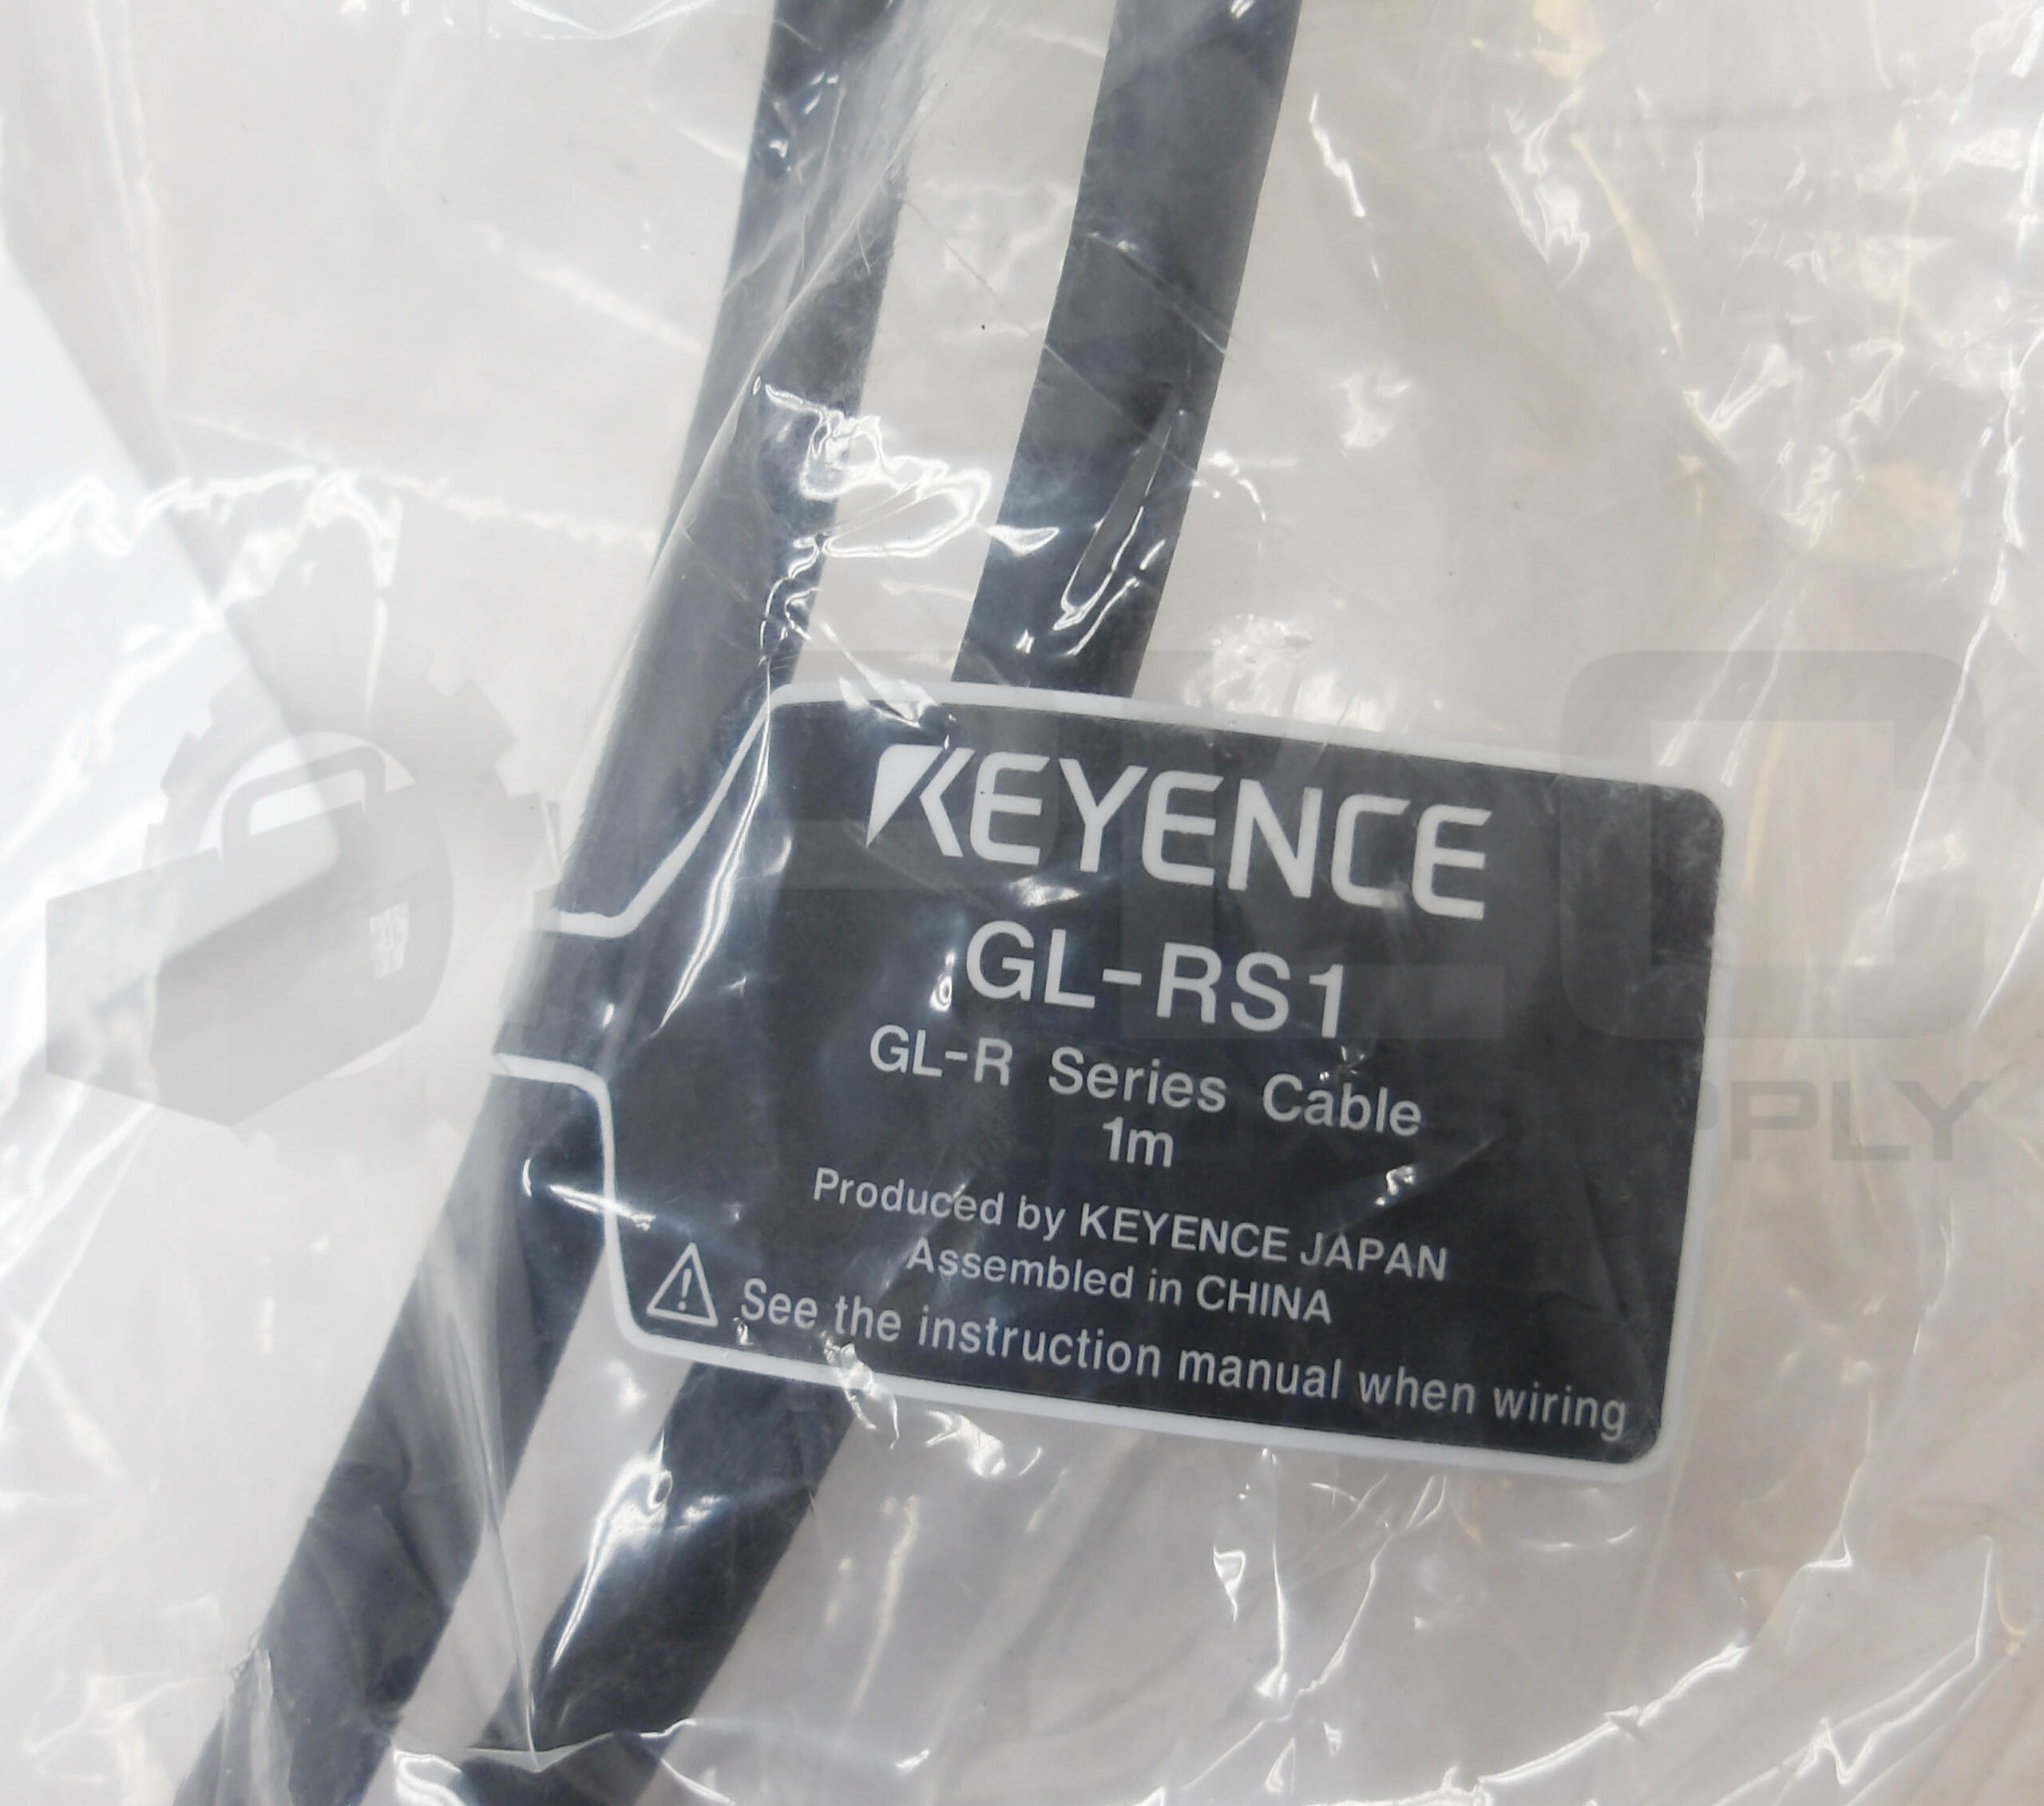 KEYENCE
GL-RS1
GL-R Series Cable
1m
Produced by KEYENCE JAPAN
Assembled in CHINA
See the instruction manual when wiring